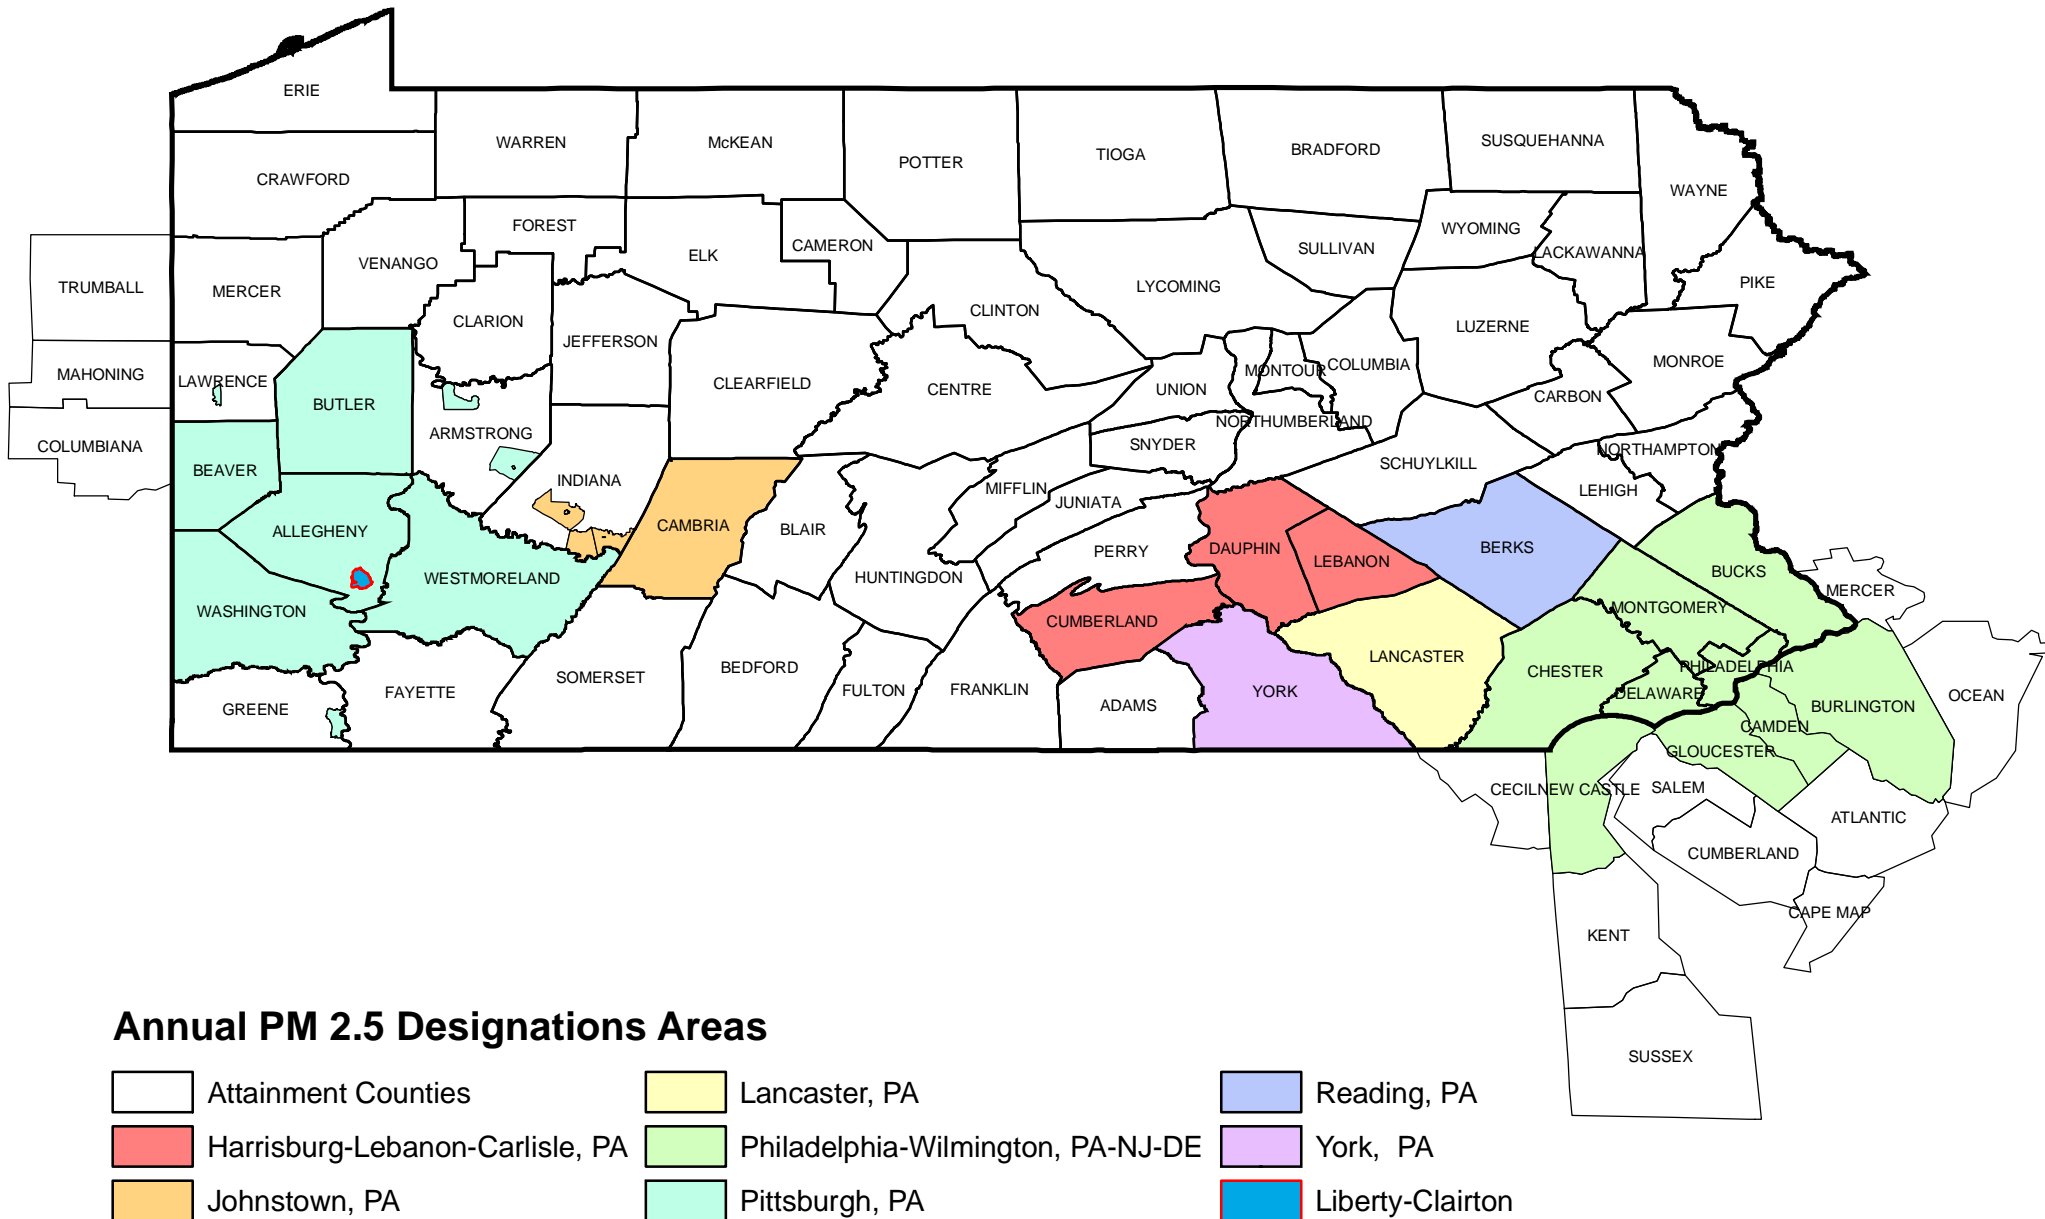 ERIE
WARREN
McKEAN
POTTER
TIOGA
BRADFORD
SUSQUEHANNA
CRAWFORD
WAYNE
FOREST
CAMERON
WYOMING
SULLIVAN
LACKAWANNA
VENANGO
ELK
TRUMBALL
MERCER
LYCOMING
PIKE
CLARION
CLINTON
JEFFERSON
LUZERNE
MAHONING
LAWRENCE
CLEARFIELD
CENTRE
UNION
MONTOUR
COLUMBIA
MONROE
BUTLER
CARBON
COLUMBIANA
ARMSTRONG
SNYDER
NORTHUMBERLAND
NORTHAMPTON
BEAVER
INDIANA
SCHUYLKILL
MIFFLIN
JUNIATA
LEHIGH
ALLEGHENY
CAMBRIA
BLAIR
PERRY
DAUPHIN
LEBANON
BERKS
WESTMORELAND
HUNTINGDON
BUCKS
MERCER
WASHINGTON
CUMBERLAND
MONTGOMERY
LANCASTER
CHESTER
PHILADELPHIA
SOMERSET
BEDFORD
FULTON
FRANKLIN
YORK
DELAWARE
OCEAN
FAYETTE
GREENE
ADAMS
BURLINGTON
CAMDEN
GLOUCESTER
CECIL
NEW CASTLE
SALEM
ATLANTIC
CUMBERLAND
CAPE MAP
KENT
SUSSEX
Annual PM 2.5 Designations Areas
Attainment Counties
Harrisburg-Lebanon-Carlisle, PA
Johnstown, PA
Lancaster, PA
Philadelphia-Wilmington, PA-NJ-DE
Pittsburgh, PA
Reading, PA
York, PA
Liberty-Clairton